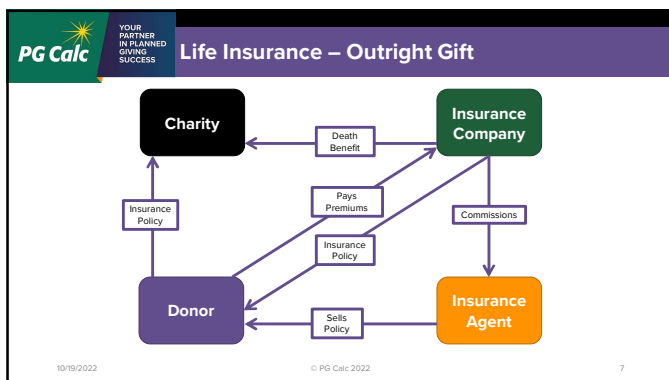 PG Calc
YOUR
PARTNER
IN PLANNED
GIVING
SUCCESS
Life Insurance – Outright Gift
Charity
Insurance
Company
Death
Benefit
Pays
Premiums
Insurance
Policy
Commissions
Insurance
Policy
Donor
Insurance
Agent
Sells
Policy
10/19/2022
© PG Calc 2022
7